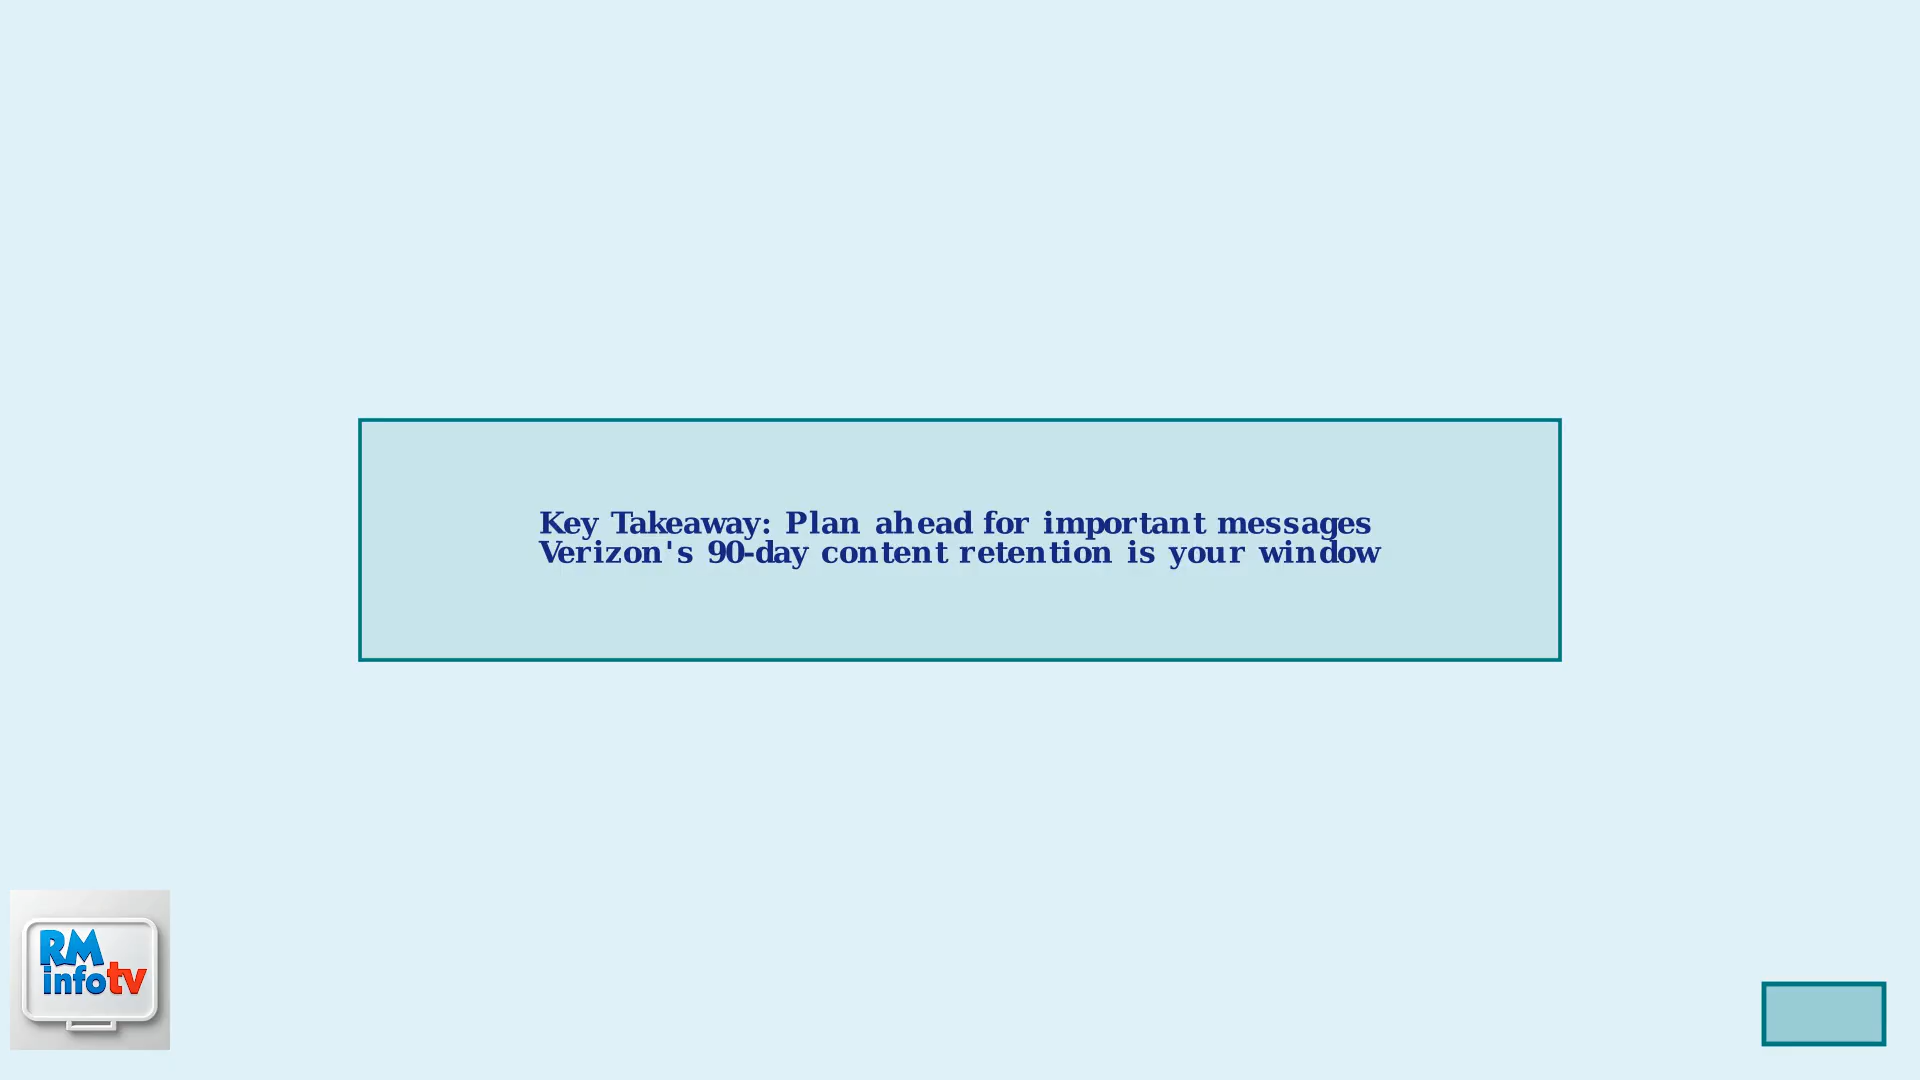 Key Takeaway: Plan ahead for important messages
Verizon's 90-day content retention is your window
RM
infotv